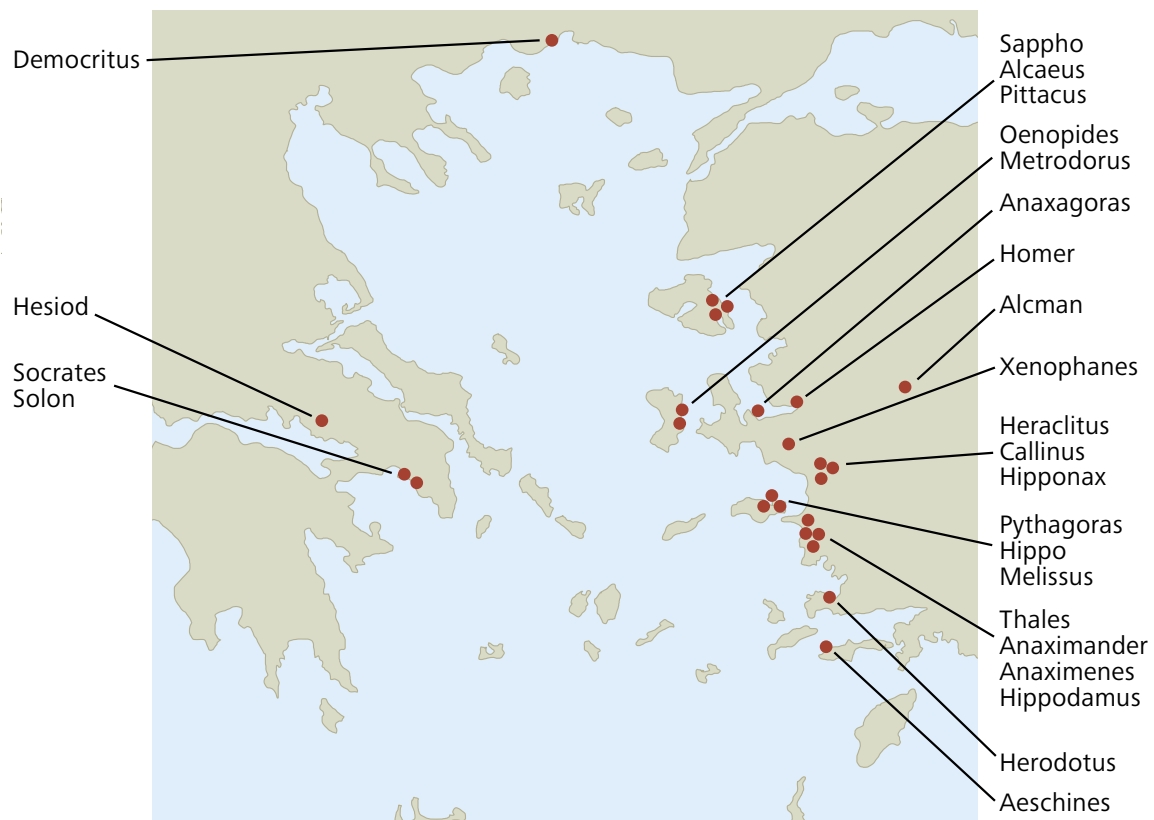 Democritus
Hesiod
Socrates
Solon
Sappho
Alcaeus
Pittacus
Oenopides
Metrodorus
Anaxagoras
Homer
Alcman
Xenophanes
Heraclitus
Callinus
Hipponax
Pythagoras
Hippo
Melissus
Thales
Anaximander
Anaximenes
Hippodamus
Herodotus
Aeschines